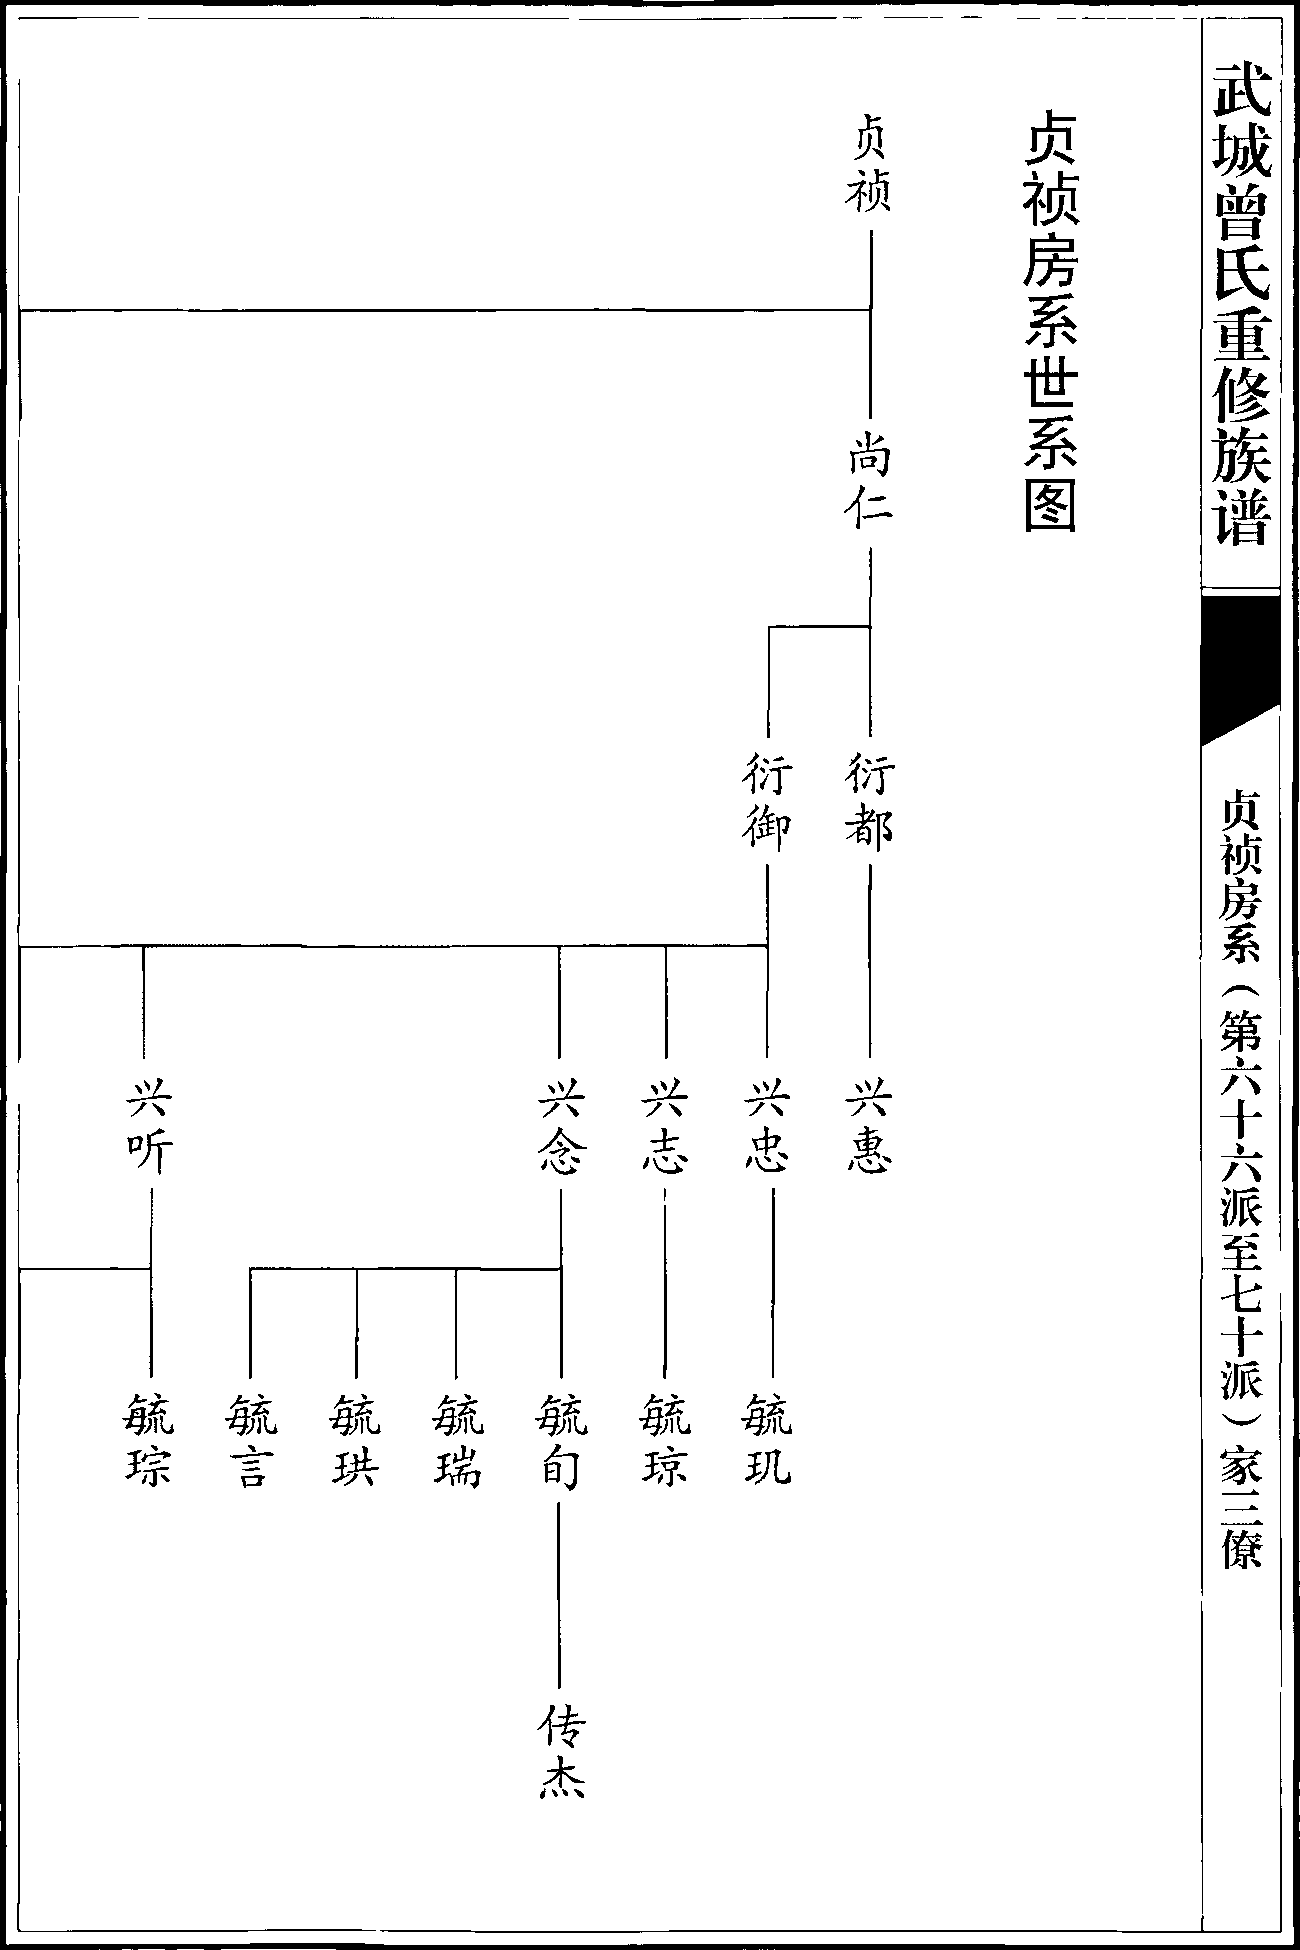 武城曾氏重修族谱
贞祯房系（第六十六派至七十派）家三僚
贞祯房系世系图
贞祯
尚仁
衍都
衍御
兴惠
兴忠
兴志
兴念
兴听
毓玑
毓琼
毓旬
毓瑞
毓珙
毓言
毓琮
传杰